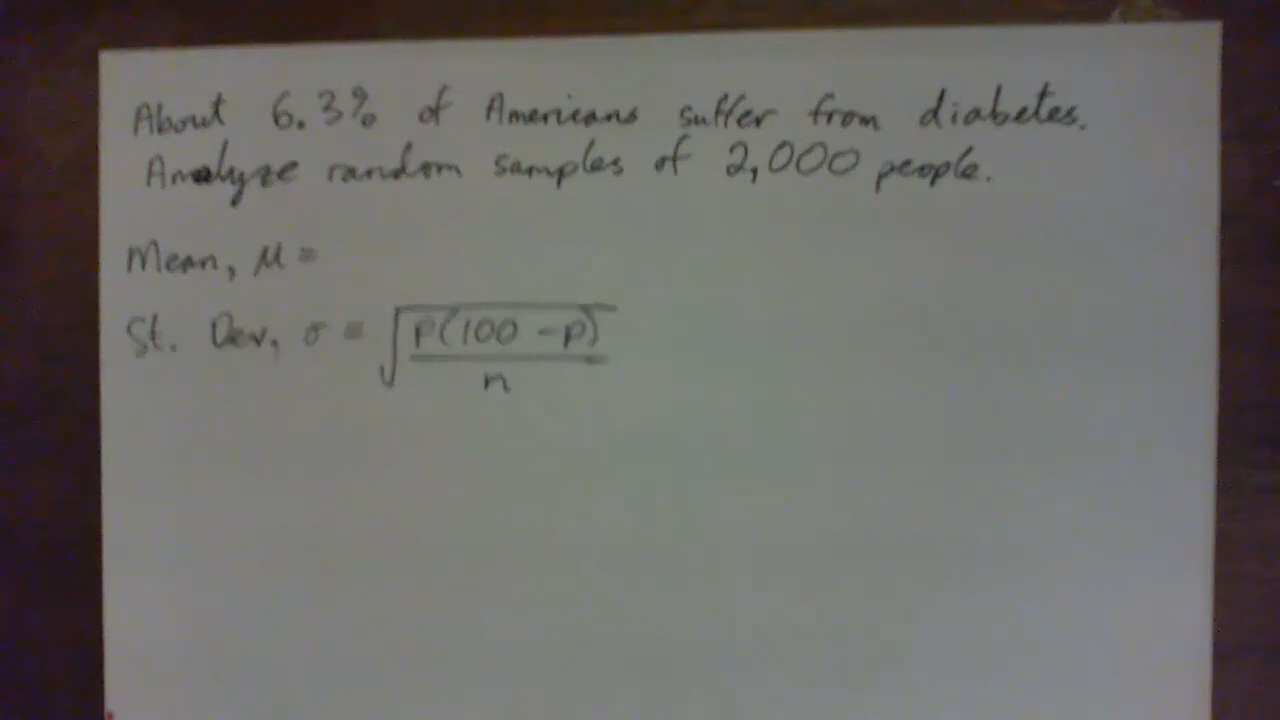 About 6.3% of Americans suffer from diabetes.
Analyze random samples of 2,000 people.
Mean, μ =
St. Dev, σ = √(P(100 - p) / n)